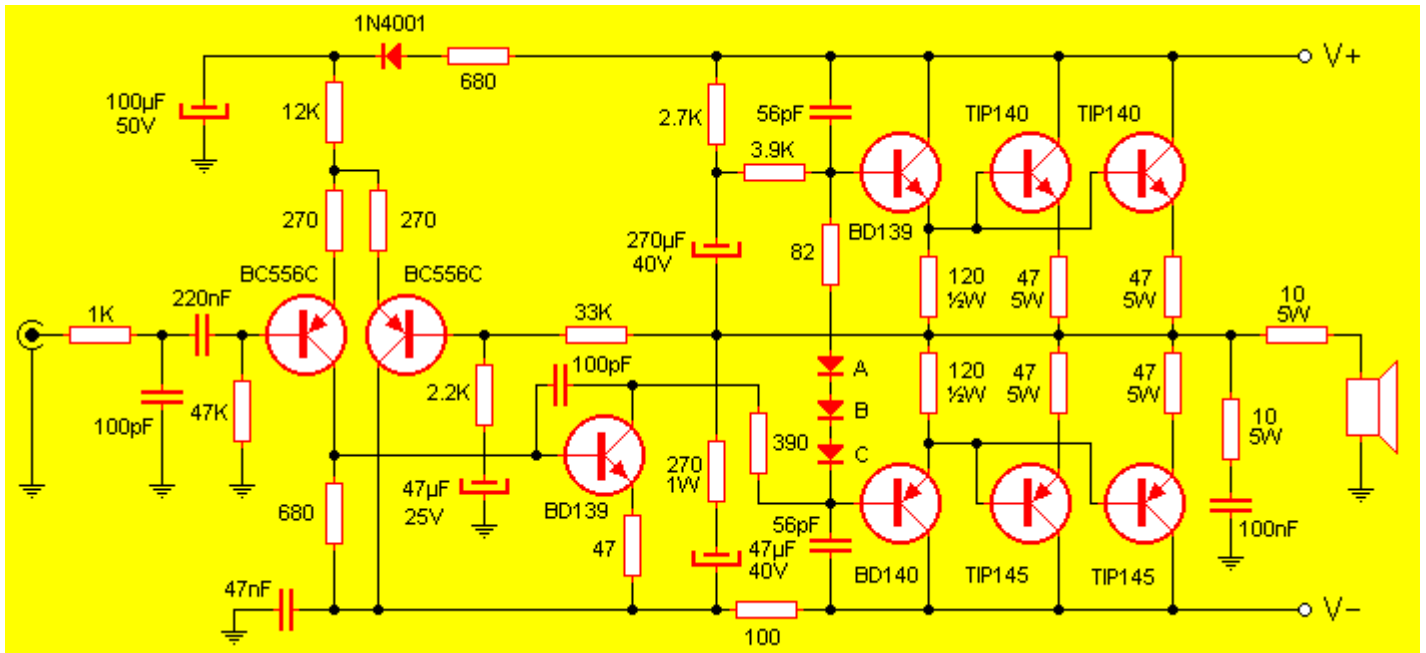 1N4001
V+
680
100µF
50V
12K
2.7K
56pF
TIP140
TIP140
3.9K
270
270
BD139
270µF
40V
82
BC556C
BC556C
120
½W
47
5W
47
5W
220nF
1K
33K
10
5W
100pF
A
2.2K
120
½W
47
5W
47
5W
100pF
47K
B
390
10
5W
270
1W
C
47µF
25V
BD139
680
56pF
100nF
47
47µF
40V
BD140
TIP145
TIP145
47nF
V−
100